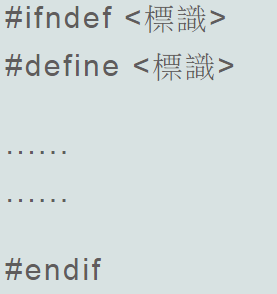 #ifndef <標識>
#define <標識>
......
......
#endif